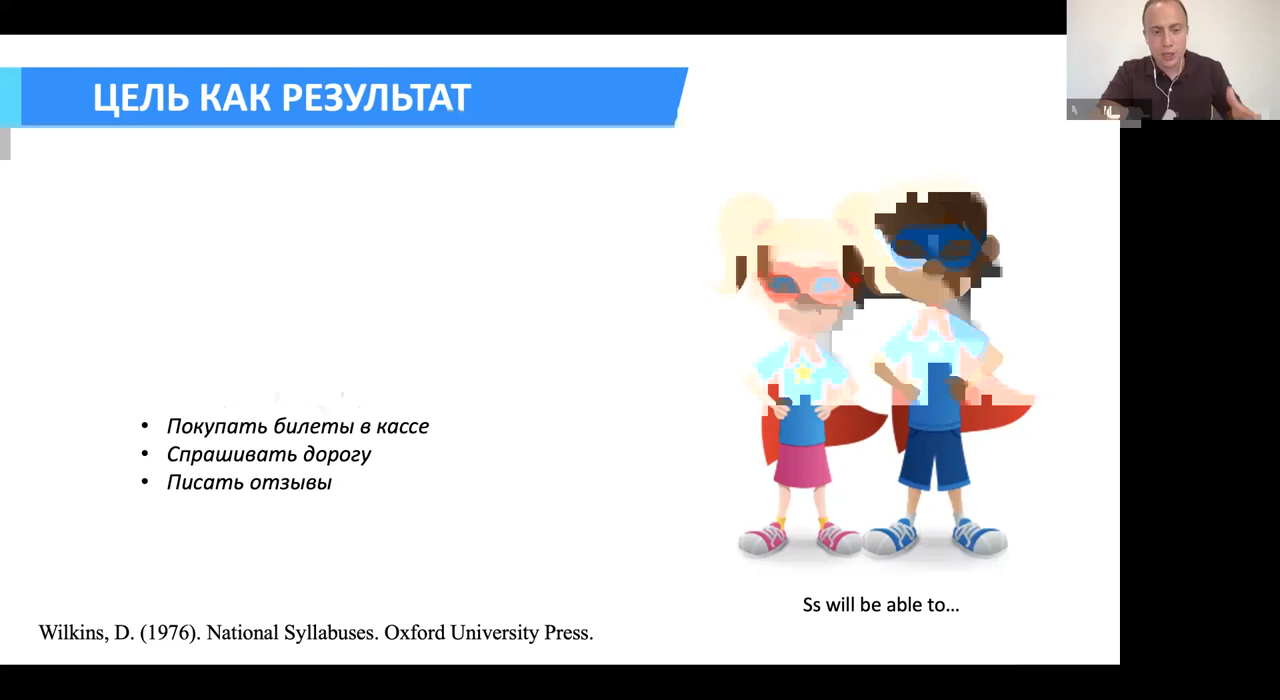 ЦЕЛЬ КАК РЕЗУЛЬТАТ
• Покупать билеты в кассе
• Спрашивать дорогу
• Писать отзывы
Ss will be able to...
Wilkins, D. (1976). National Syllabuses. Oxford University Press.